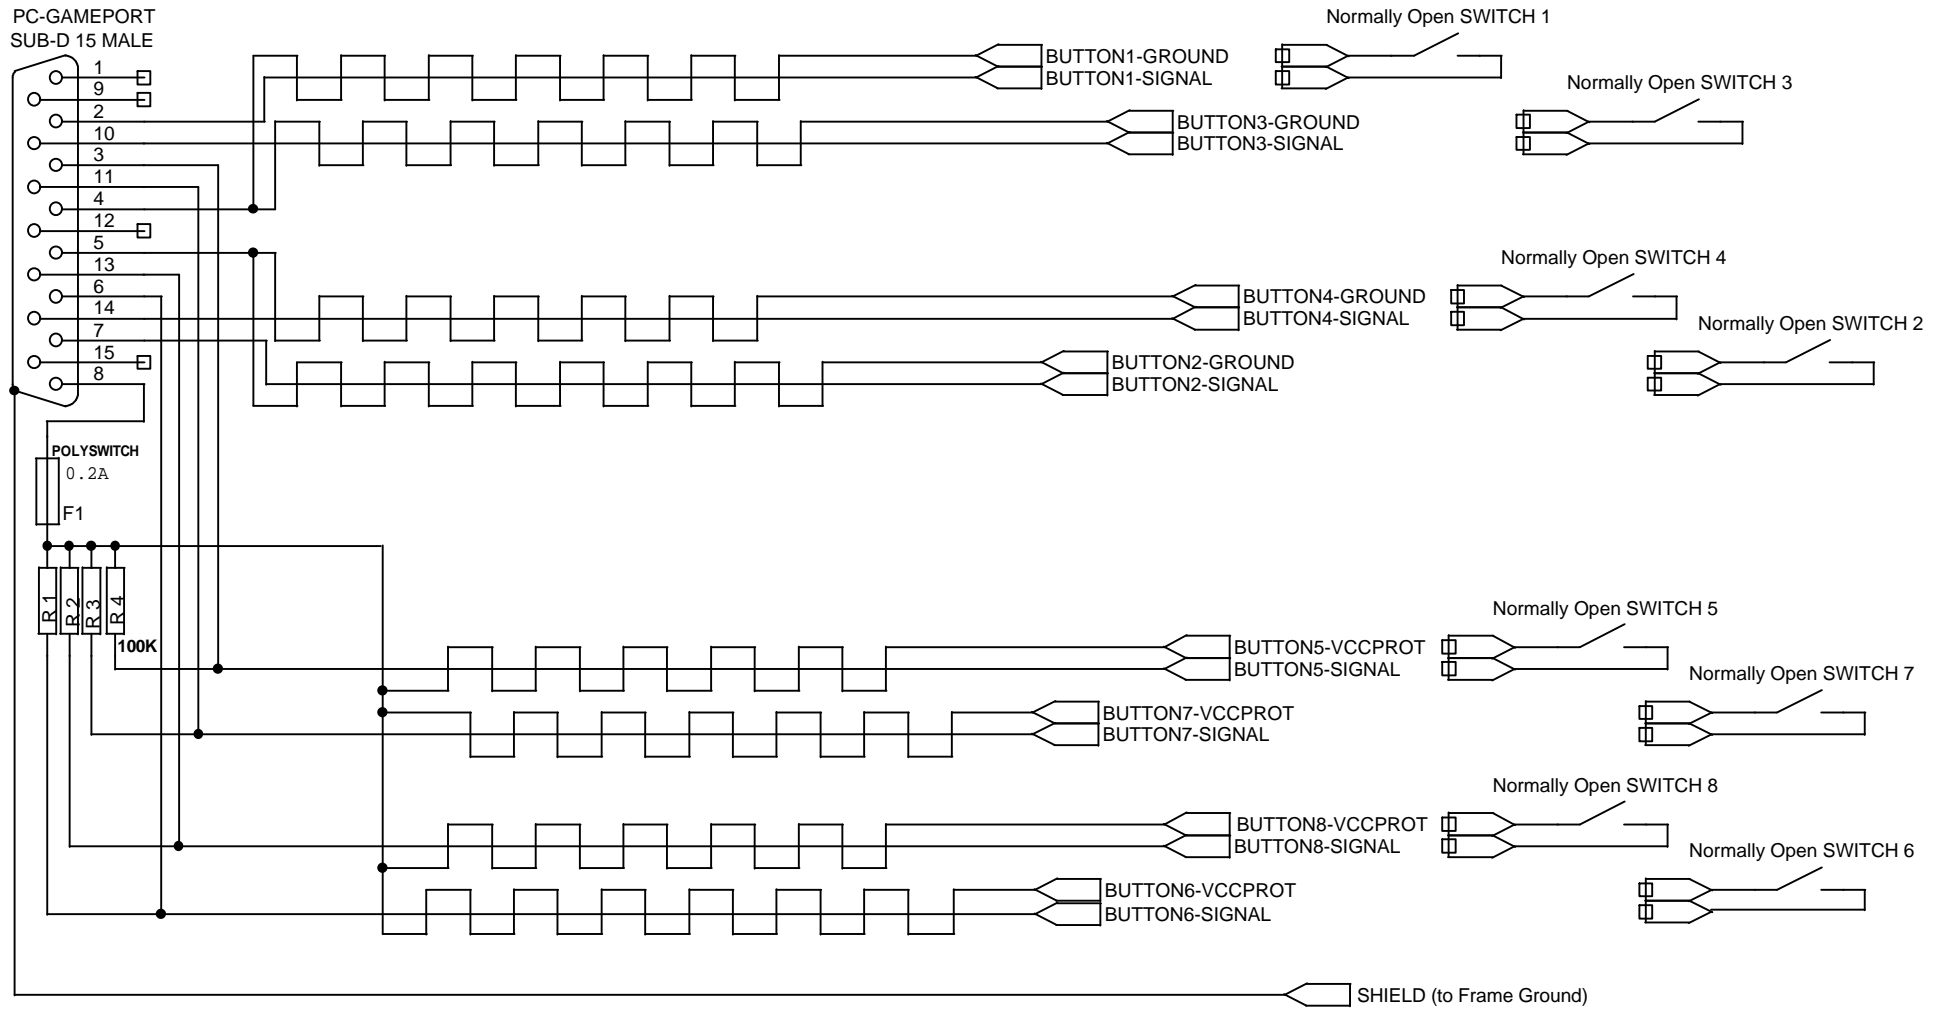 PC-GAMEPORT
SUB-D 15 MALE
1
9
2
10
3
11
4
12
5
13
6
14
7
15
8
BUTTON1-GROUND
BUTTON1-SIGNAL
Normally Open SWITCH 1
BUTTON3-GROUND
BUTTON3-SIGNAL
Normally Open SWITCH 3
BUTTON4-GROUND
BUTTON4-SIGNAL
Normally Open SWITCH 4
BUTTON2-GROUND
BUTTON2-SIGNAL
Normally Open SWITCH 2
POLYSWITCH
0.2A
F1
R1
R2
R3
R4
100K
BUTTON5-VCCPROT
BUTTON5-SIGNAL
Normally Open SWITCH 5
BUTTON7-VCCPROT
BUTTON7-SIGNAL
Normally Open SWITCH 7
BUTTON8-VCCPROT
BUTTON8-SIGNAL
Normally Open SWITCH 8
BUTTON6-VCCPROT
BUTTON6-SIGNAL
Normally Open SWITCH 6
SHIELD (to Frame Ground)